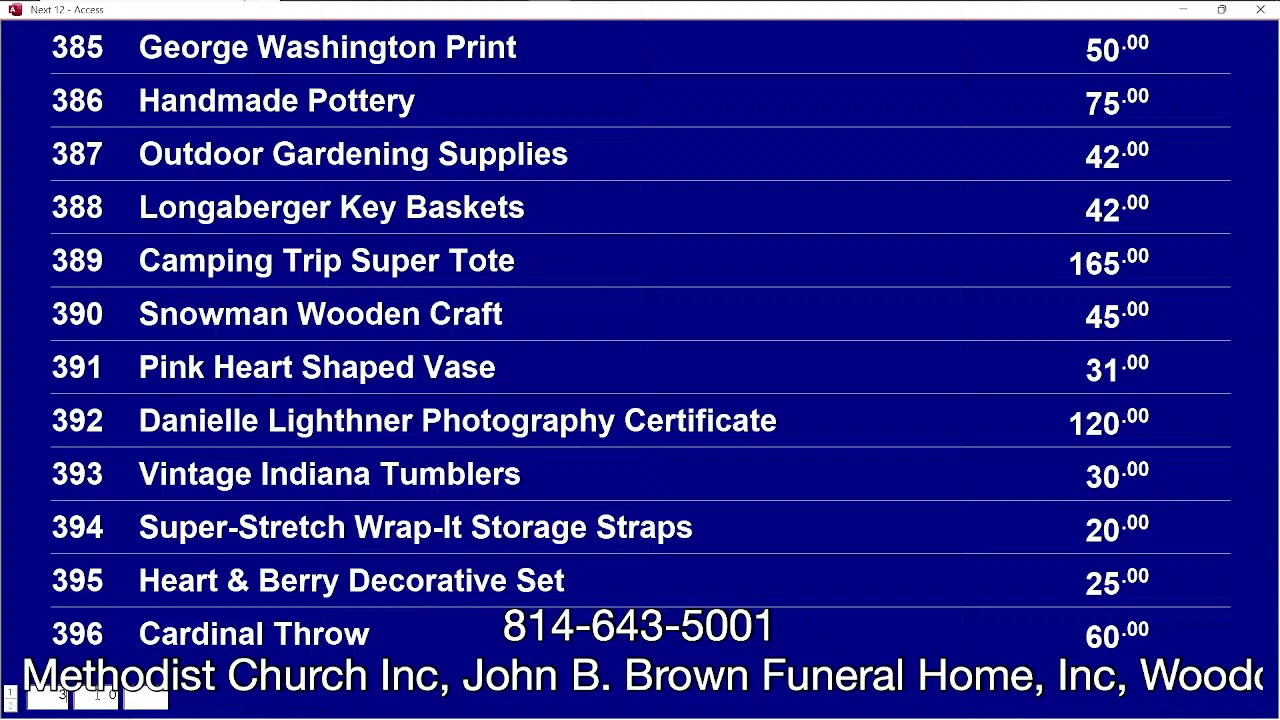 Next 12 - Access
385 George Washington Print 50.00
386 Handmade Pottery 75.00
387 Outdoor Gardening Supplies 42.00
388 Longaberger Key Baskets 42.00
389 Camping Trip Super Tote 165.00
390 Snowman Wooden Craft 45.00
391 Pink Heart Shaped Vase 31.00
392 Danielle Lighthner Photography Certificate 120.00
393 Vintage Indiana Tumblers 30.00
394 Super-Stretch Wrap-It Storage Straps 20.00
395 Heart & Berry Decorative Set 25.00
396 Cardinal Throw 60.00
814-643-5001
Methodist Church Inc, John B. Brown Funeral Home, Inc,